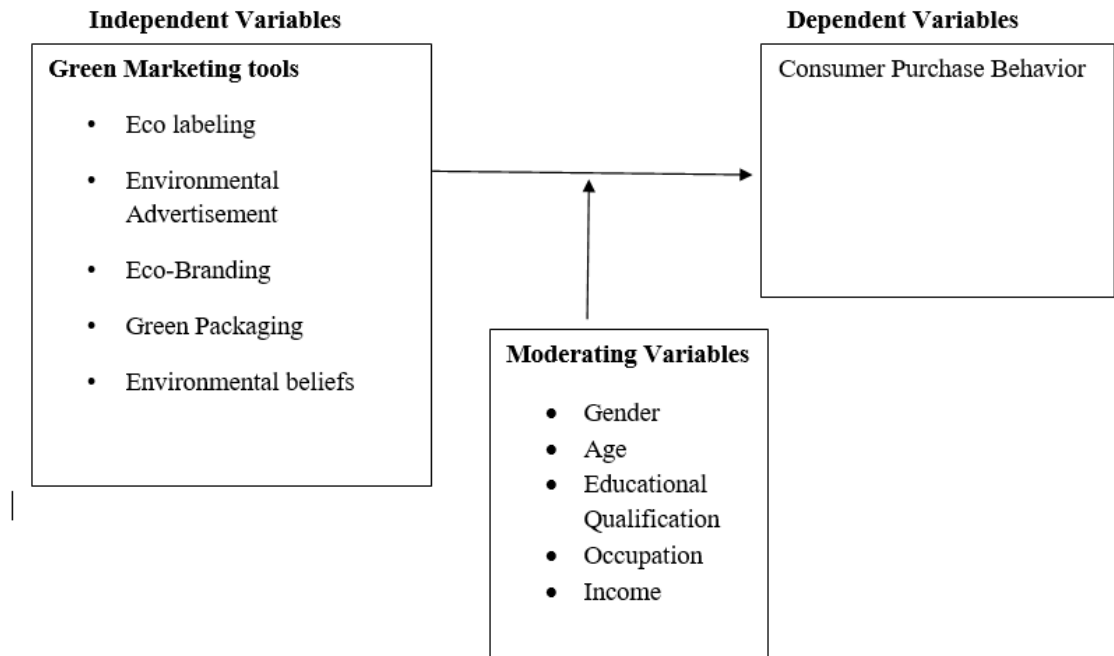 Independent Variables
Green Marketing tools
• Eco labeling
• Environmental
Advertisement
• Eco-Branding
• Green Packaging
• Environmental beliefs
Dependent Variables
Consumer Purchase Behavior
Moderating Variables
• Gender
• Age
• Educational
Qualification
• Occupation
• Income